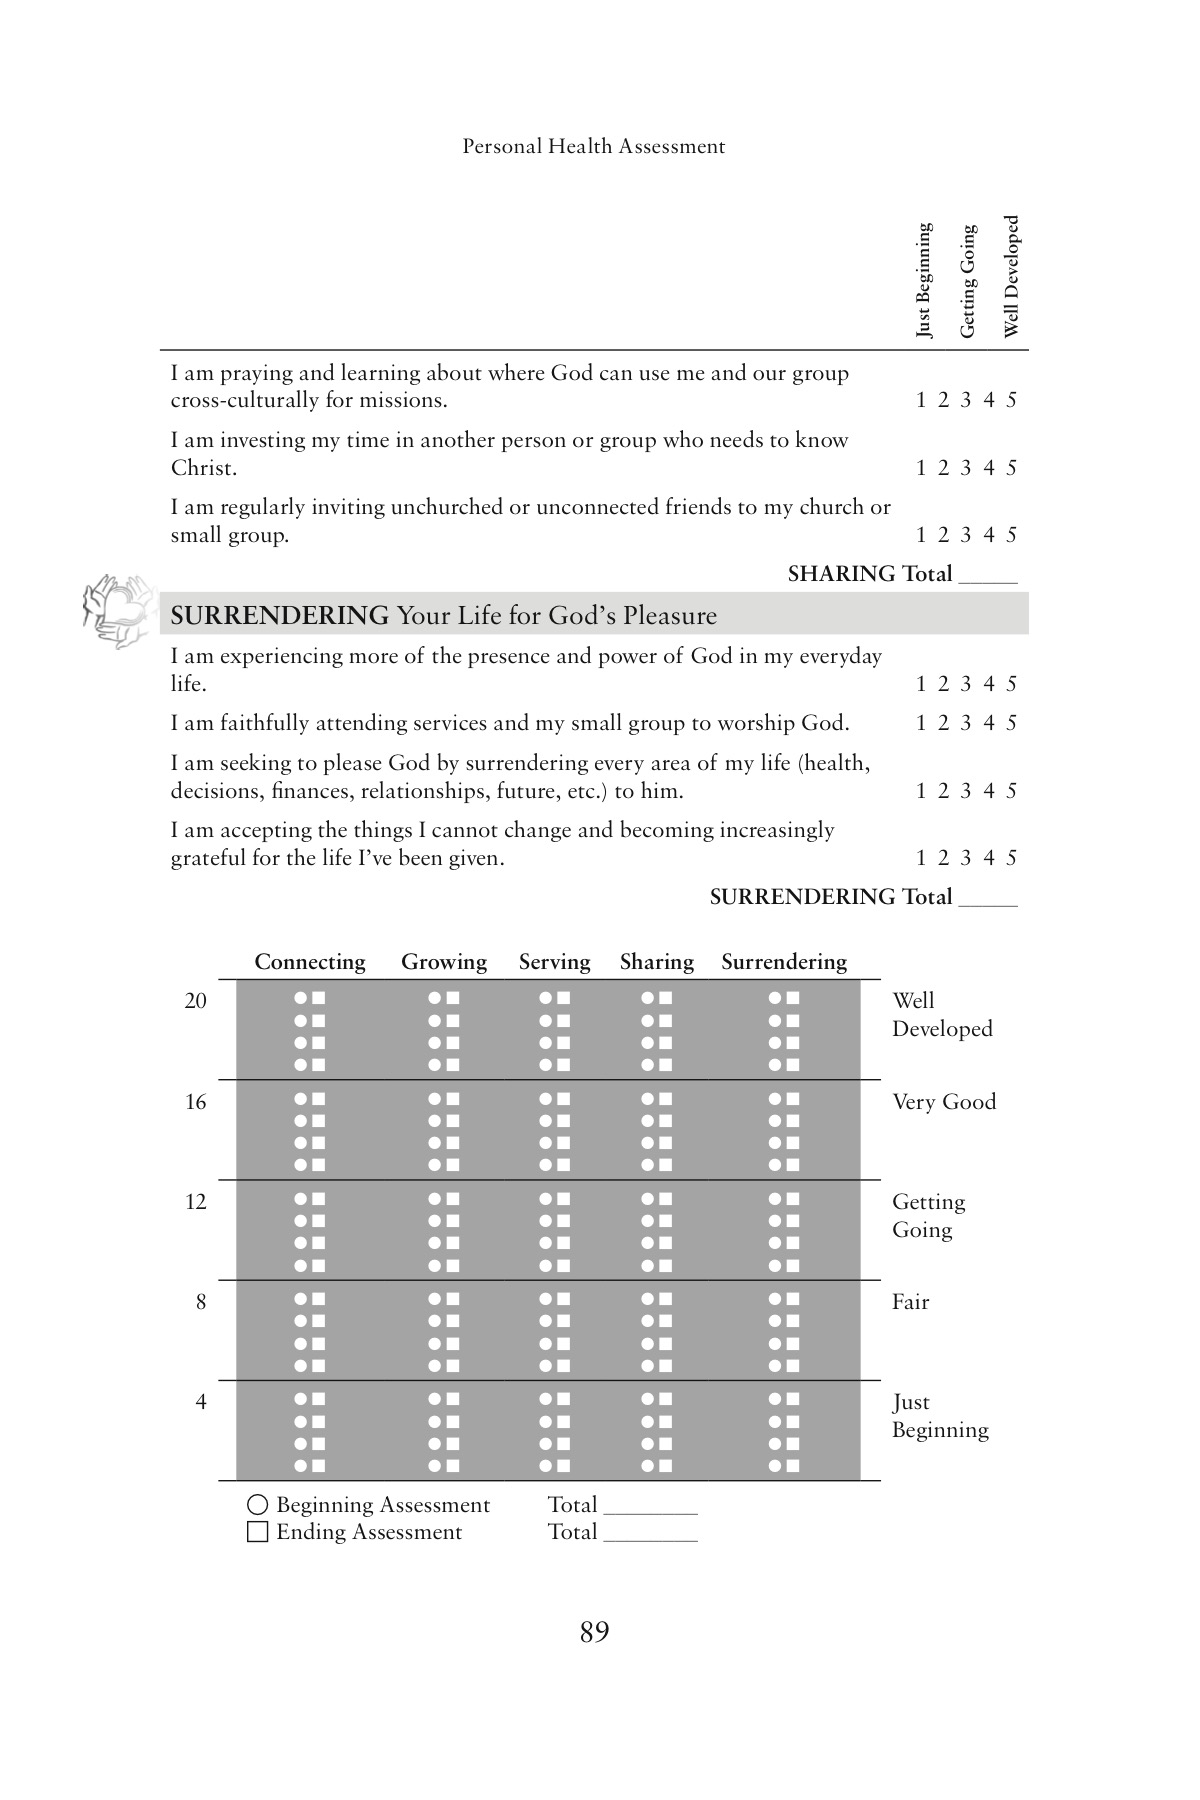 Personal Health Assessment
Just Beginning
Getting Going
Well Developed
I am praying and learning about where God can use me and our group
cross-culturally for missions. 1 2 3 4 5
I am investing my time in another person or group who needs to know
Christ. 1 2 3 4 5
I am regularly inviting unchurched or unconnected friends to my church or
small group. 1 2 3 4 5
SHARING Total _____
SURRENDERING Your Life for God’s Pleasure
I am experiencing more of the presence and power of God in my everyday
life. 1 2 3 4 5
I am faithfully attending services and my small group to worship God. 1 2 3 4 5
I am seeking to please God by surrendering every area of my life (health,
decisions, finances, relationships, future, etc.) to him. 1 2 3 4 5
I am accepting the things I cannot change and becoming increasingly
grateful for the life I’ve been given. 1 2 3 4 5
SURRENDERING Total _____
Connecting Growing Serving Sharing Surrendering
20 Well
Developed
16 Very Good
12 Getting
Going
8 Fair
4 Just
Beginning
Beginning Assessment Total ________
Ending Assessment Total ________
89